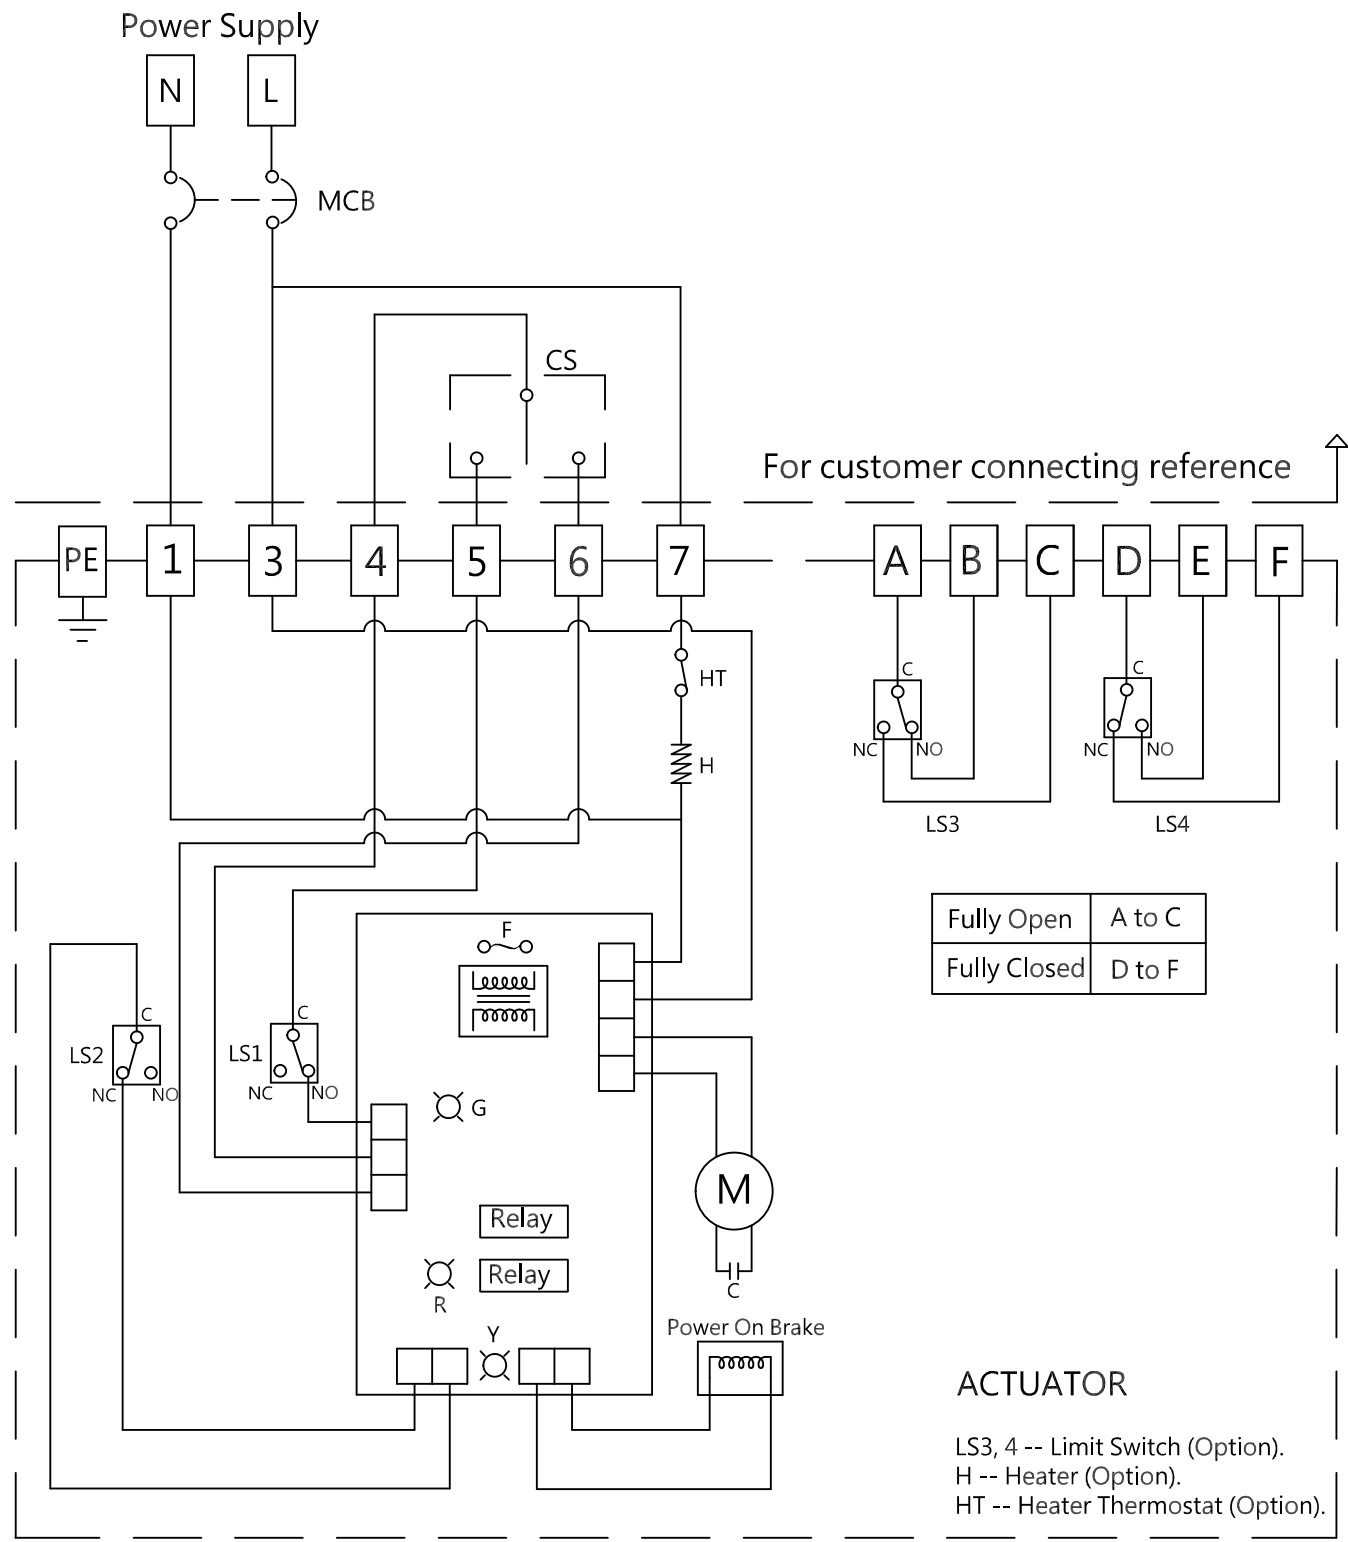 Power Supply
N L
MCB
CS
For customer connecting reference
PE 1 3 4 5 6 7 A B C D E F
HT
C C
NC NO NC NO
H
LS3 LS4
Fully Open A to C
Fully Closed D to F
F
C C
LS2 LS1
NC NO NC NO
G
M
Relay
Relay
R
C
Y
Power On Brake
ACTUATOR
LS3, 4 -- Limit Switch (Option).
H -- Heater (Option).
HT -- Heater Thermostat (Option).